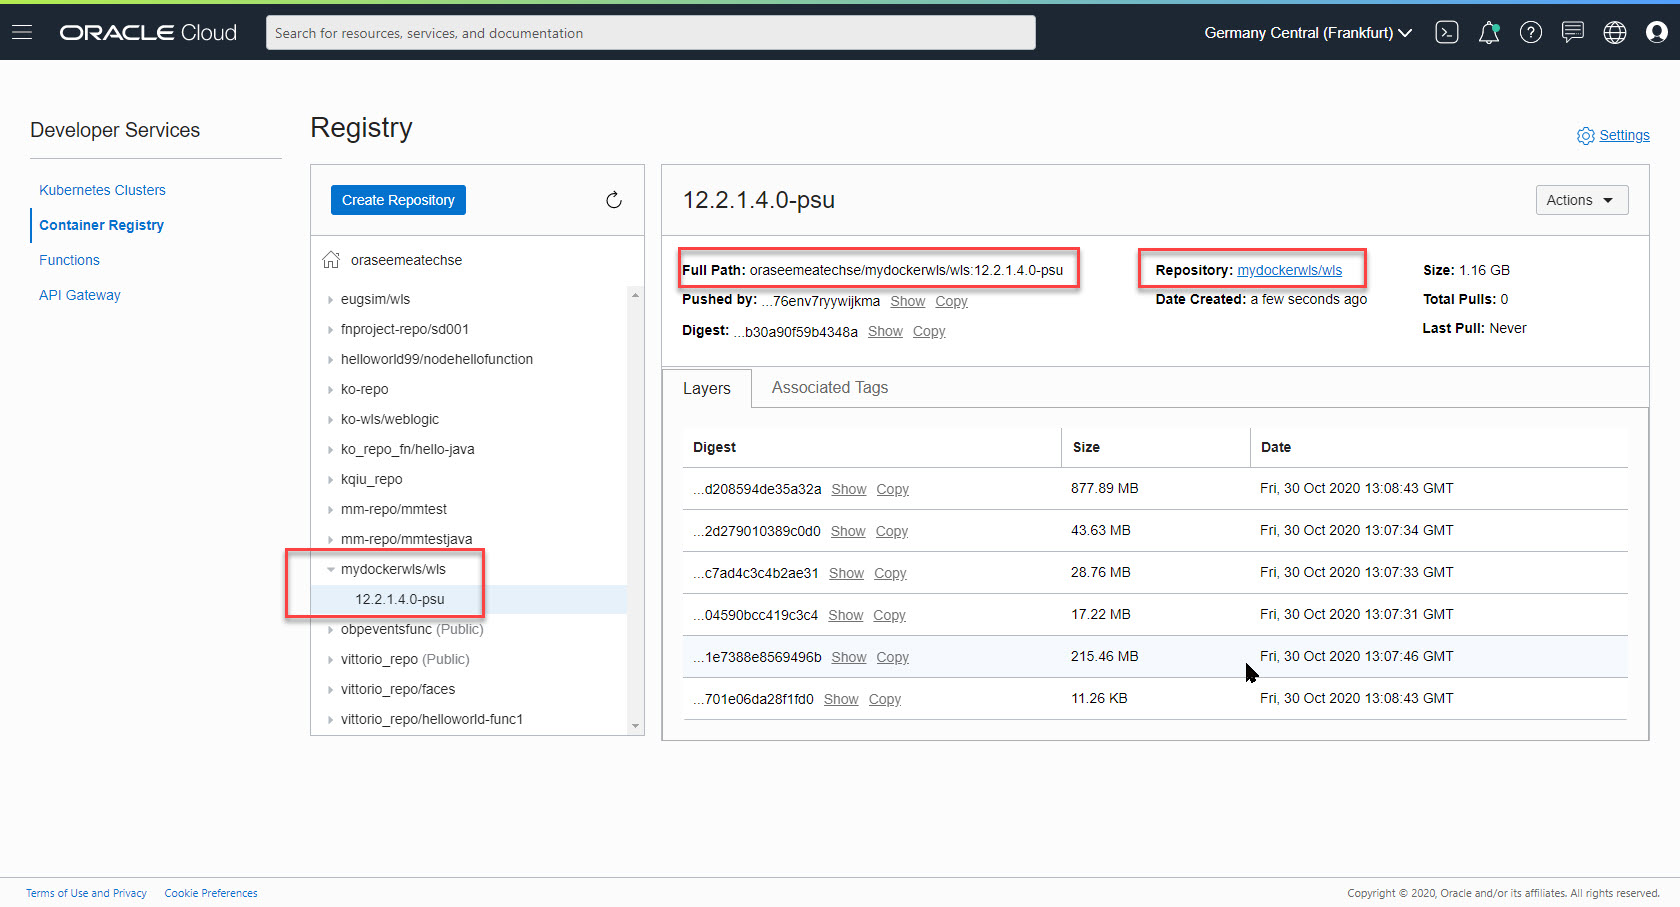 ORACLE Cloud
Search for resources, services, and documentation
Germany Central (Frankfurt)
Developer Services
Kubernetes Clusters
Container Registry
Functions
API Gateway
Registry
Settings
Create Repository
oraseemeatechse
eugsim/wls
fnproject-repo/sd001
helloworld99/nodehellofunction
ko-repo
ko-wls/weblogic
ko_repo_fn/hello-java
kqiu_repo
mm-repo/mmtest
mm-repo/mmtestjava
mydockerwls/wls
12.2.1.4.0-psu
obpeventsfunc (Public)
vittorio_repo (Public)
vittorio_repo/faces
vittorio_repo/helloworld-func1
12.2.1.4.0-psu
Actions
Full Path: oraseemeatechse/mydockerwls/wls:12.2.1.4.0-psu
Repository: mydockerwls/wls
Size: 1.16 GB
Pushed by: ...76env7ryywijkma Show Copy
Date Created: a few seconds ago
Total Pulls: 0
Digest: ...b30a90f59b4348a Show Copy
Last Pull: Never
Layers Associated Tags
Digest Size Date
...d208594de35a32a Show Copy 877.89 MB Fri, 30 Oct 2020 13:08:43 GMT
...2d279010389c0d0 Show Copy 43.63 MB Fri, 30 Oct 2020 13:07:34 GMT
...c7ad4c3c4b2ae31 Show Copy 28.76 MB Fri, 30 Oct 2020 13:07:33 GMT
...04590bcc419c3c4 Show Copy 17.22 MB Fri, 30 Oct 2020 13:07:31 GMT
...1e7388e8569496b Show Copy 215.46 MB Fri, 30 Oct 2020 13:07:46 GMT
...701e06da28f1fd0 Show Copy 11.26 KB Fri, 30 Oct 2020 13:08:43 GMT
Terms of Use and Privacy Cookie Preferences
Copyright © 2020, Oracle and/or its affiliates. All rights reserved.